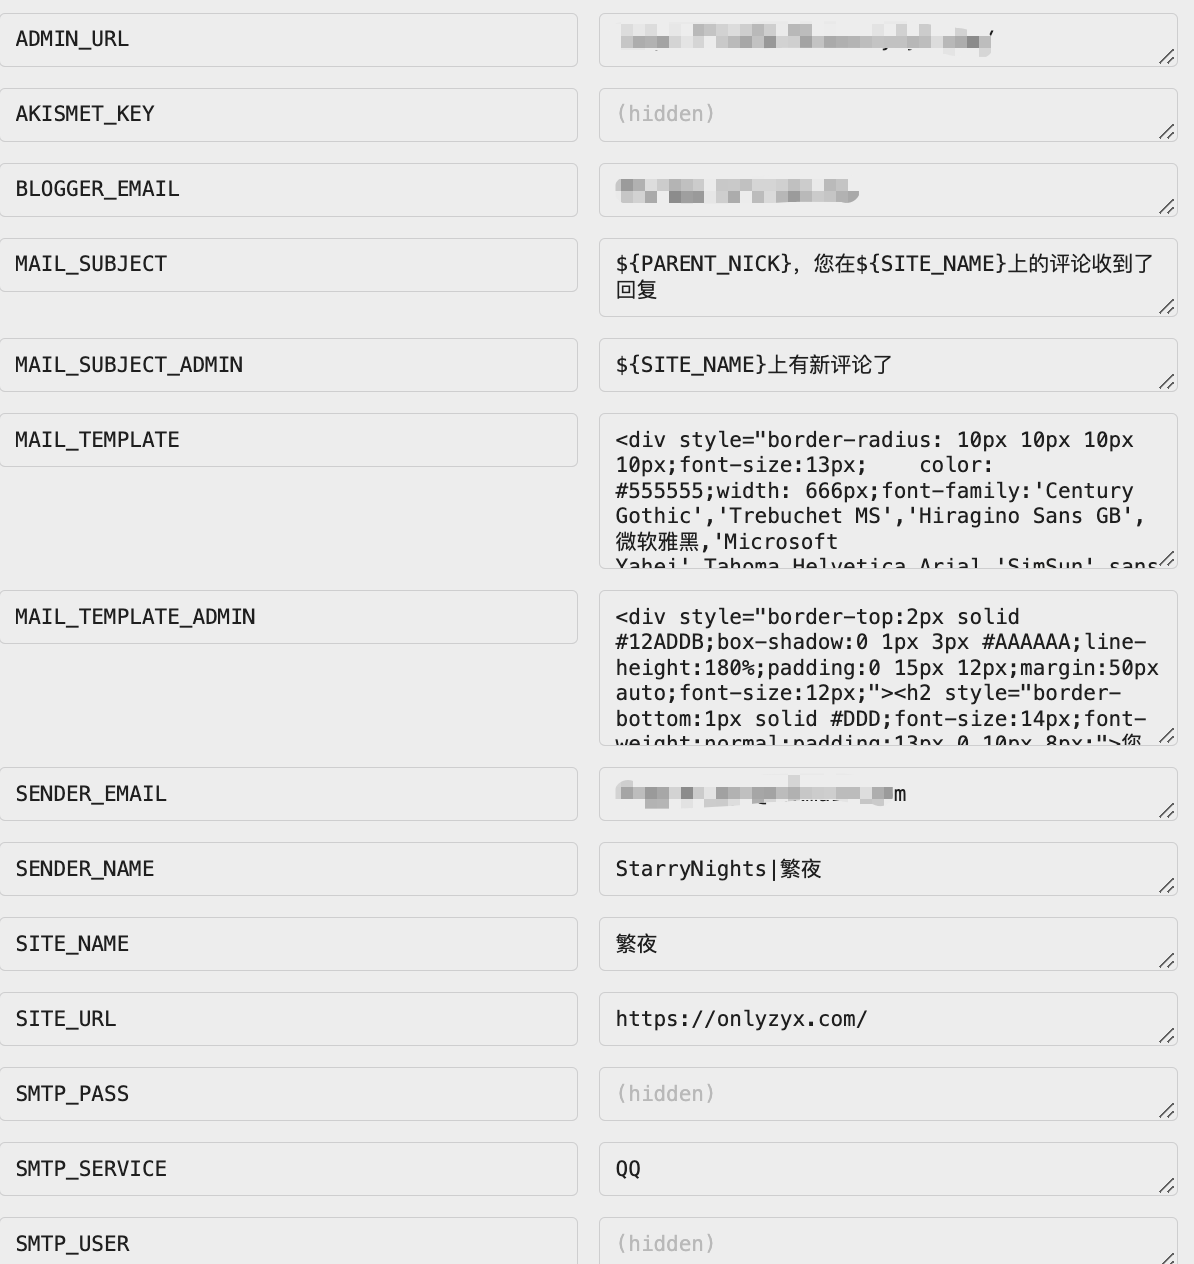 ADMIN_URL
AKISMET_KEY
(hidden)
BLOGGER_EMAIL
MAIL_SUBJECT
${PARENT_NICK}，您在${SITE_NAME}上的评论收到了
回复
MAIL_SUBJECT_ADMIN
${SITE_NAME}上有新评论了
MAIL_TEMPLATE
<div style="border-radius: 10px 10px 10px
10px;font-size:13px;    color:
#555555;width: 666px;font-family:'Century
Gothic','Trebuchet MS','Hiragino Sans GB',
微软雅黑,'Microsoft
Yahei',Tahoma,Helvetica,Arial,'SimSun',sans
MAIL_TEMPLATE_ADMIN
<div style="border-top:2px solid
#12ADDB;box-shadow:0 1px 3px #AAAAAA;line-
height:180%;padding:0 15px 12px;margin:50px
auto;font-size:12px;"><h2 style="border-
bottom:1px solid #DDD;font-size:14px;font-
weight:normal;padding:13px 0 10px 8px;">您
SENDER_EMAIL
m
SENDER_NAME
StarryNights|繁夜
SITE_NAME
繁夜
SITE_URL
https://onlyzyx.com/
SMTP_PASS
(hidden)
SMTP_SERVICE
QQ
SMTP_USER
(hidden)